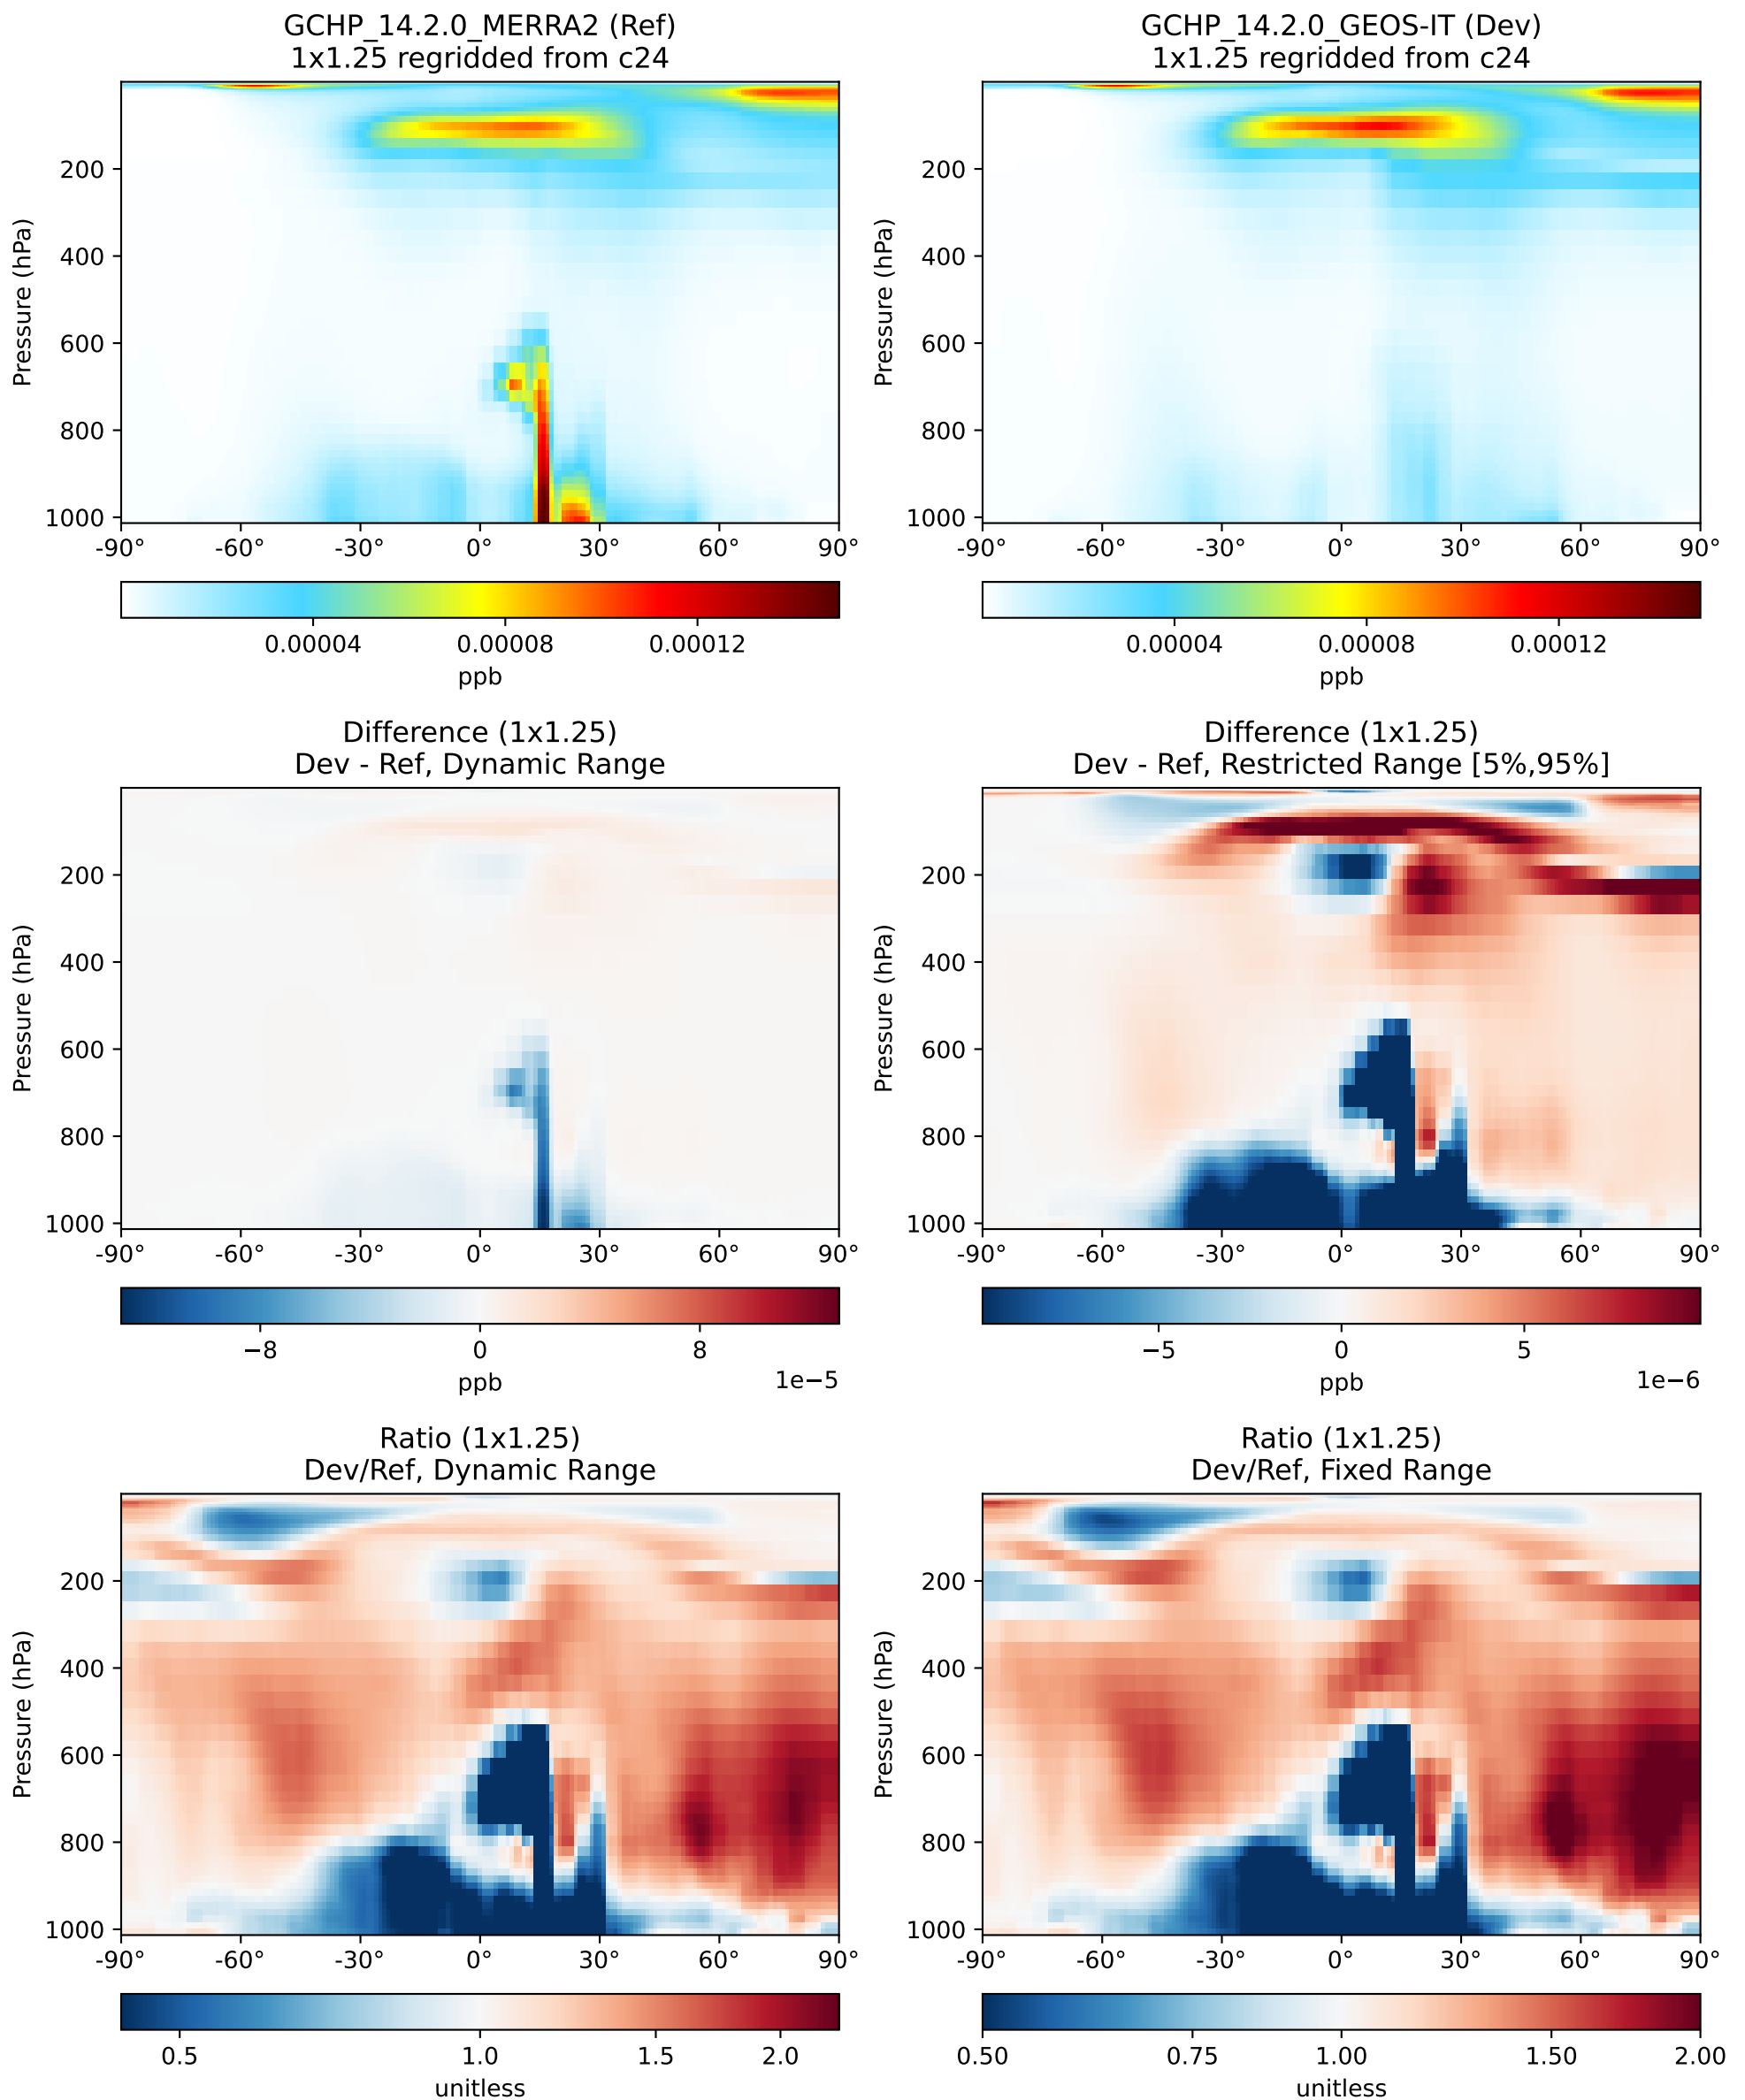 GCHP_14.2.0_MERRA2 (Ref)
1x1.25 regridded from c24
Pressure (hPa)
200
400
600
800
1000
-90° -60° -30° 0° 30° 60° 90°
0.00004 0.00008 0.00012
ppb
GCHP_14.2.0_GEOS-IT (Dev)
1x1.25 regridded from c24
Pressure (hPa)
200
400
600
800
1000
-90° -60° -30° 0° 30° 60° 90°
0.00004 0.00008 0.00012
ppb
Difference (1x1.25)
Dev - Ref, Dynamic Range
Pressure (hPa)
200
400
600
800
1000
-90° -60° -30° 0° 30° 60° 90°
−8 0 8
ppb 1e−5
Difference (1x1.25)
Dev - Ref, Restricted Range [5%,95%]
Pressure (hPa)
200
400
600
800
1000
-90° -60° -30° 0° 30° 60° 90°
−5 0 5
ppb 1e−6
Ratio (1x1.25)
Dev/Ref, Dynamic Range
Pressure (hPa)
200
400
600
800
1000
-90° -60° -30° 0° 30° 60° 90°
0.5 1.0 1.5 2.0
unitless
Ratio (1x1.25)
Dev/Ref, Fixed Range
Pressure (hPa)
200
400
600
800
1000
-90° -60° -30° 0° 30° 60° 90°
0.50 0.75 1.00 1.50 2.00
unitless